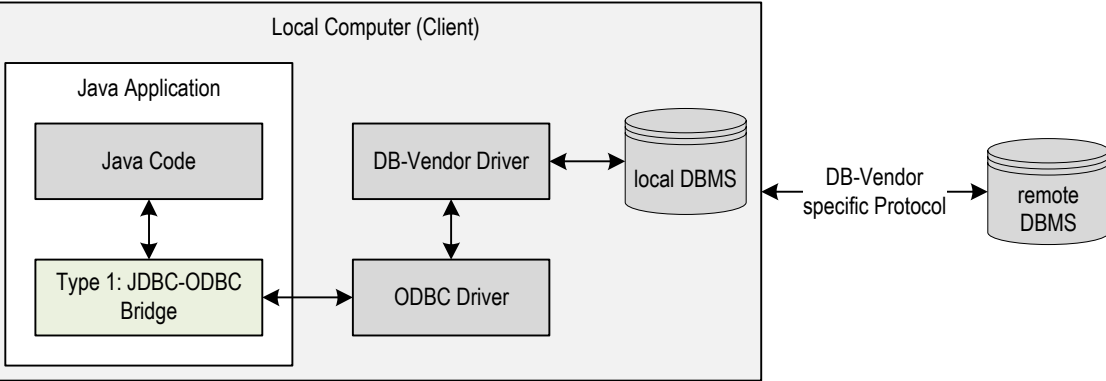 Local Computer (Client)
Java Application
Java Code
DB-Vendor Driver
local DBMS
DB-Vendor
specific Protocol
remote
DBMS
Type 1: JDBC-ODBC
Bridge
ODBC Driver